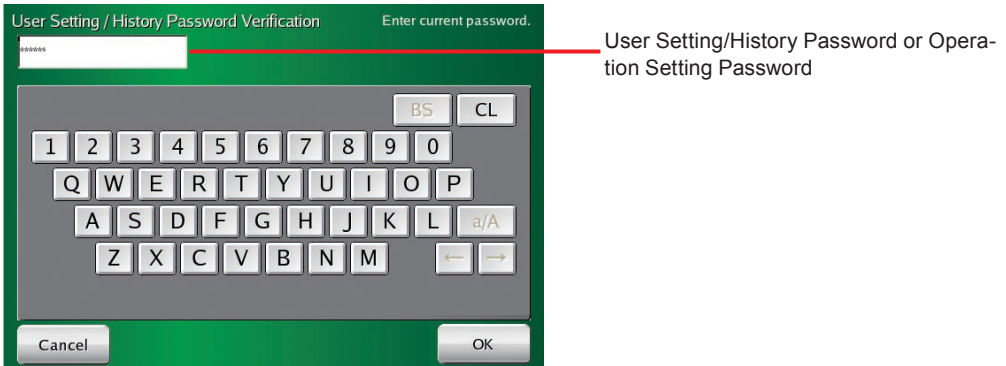 User Setting / History Password Verification Enter current password.
******
User Setting/History Password or Opera-
tion Setting Password
BS CL
1 2 3 4 5 6 7 8 9 0
Q W E R T Y U I O P
A S D F G H J K L a/A
Z X C V B N M ← →
Cancel OK